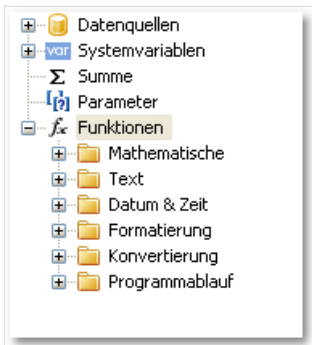 Datenquellen
var Systemvariablen
Σ Summe
[?] Parameter
fx Funktionen
Mathematische
Text
Datum & Zeit
Formatierung
Konvertierung
Programmablauf